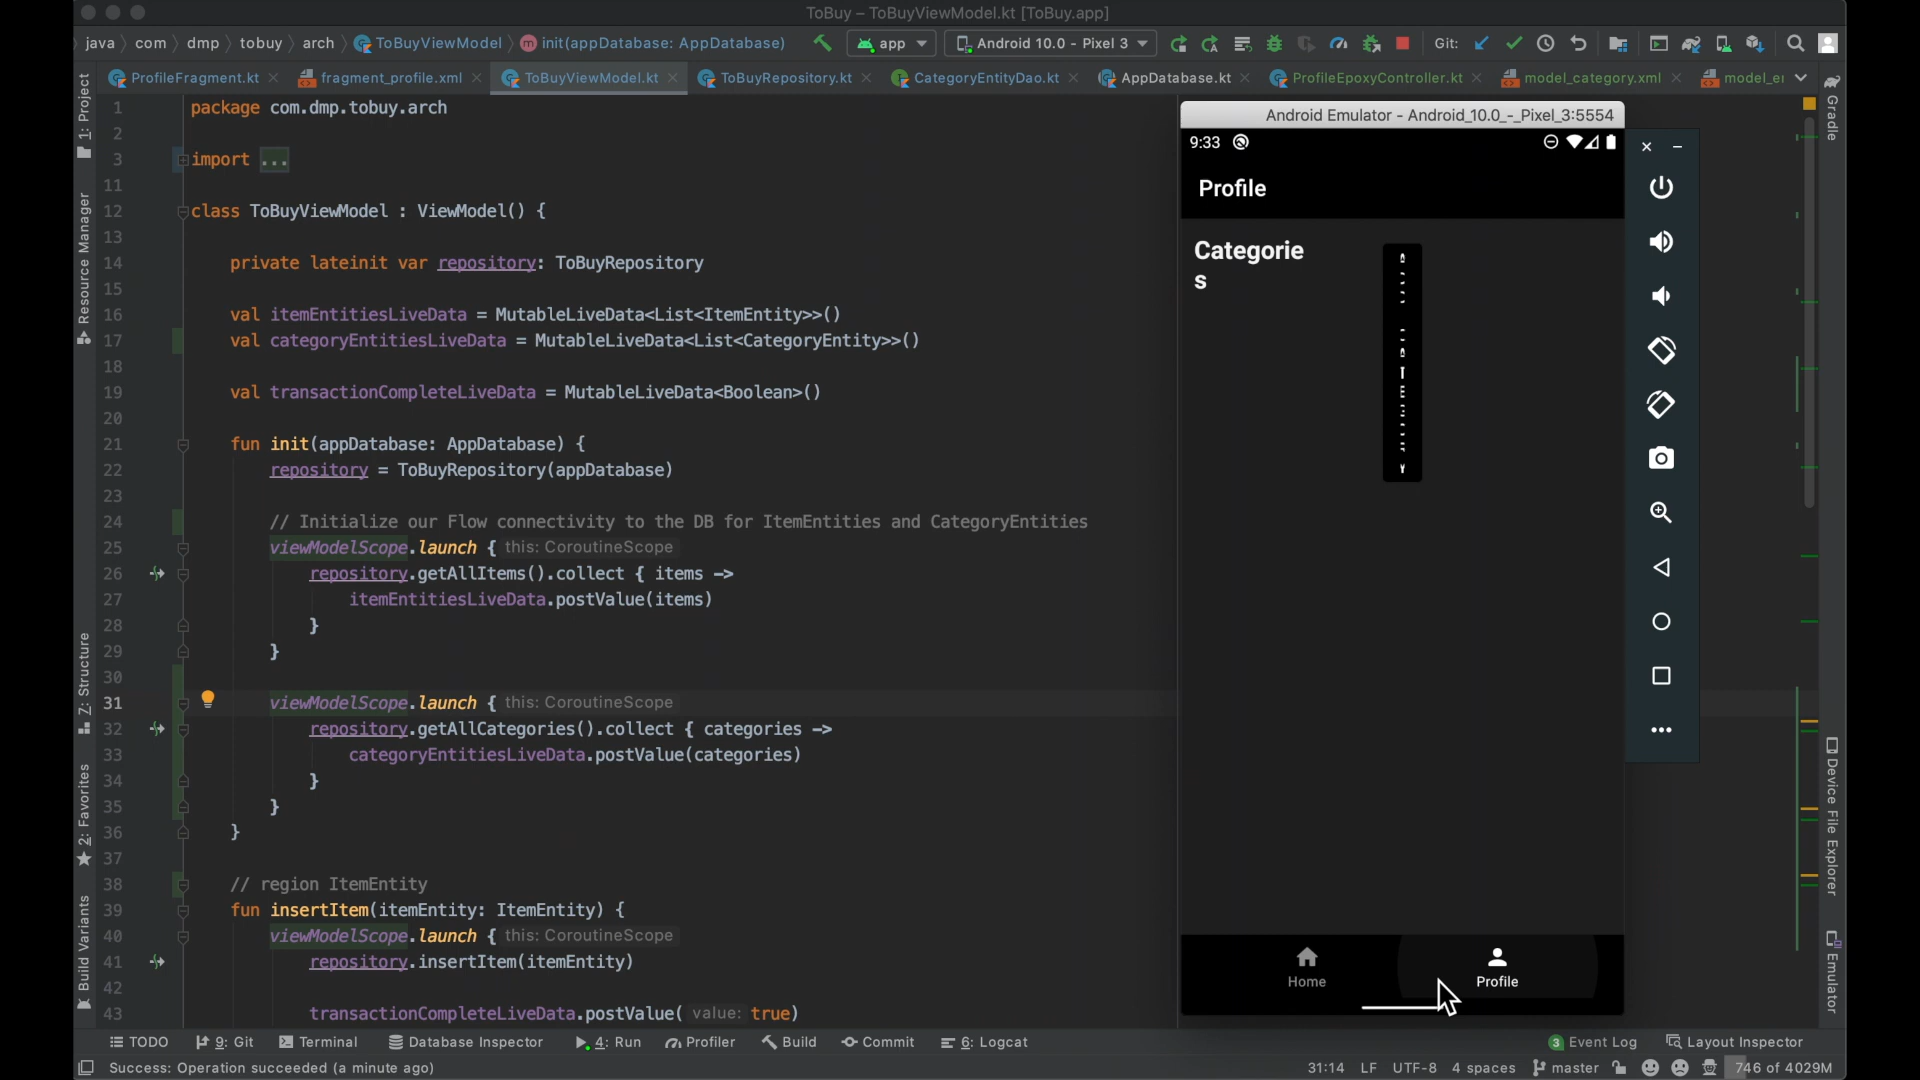 ToBuy – ToBuyViewModel.kt [ToBuy.app]
java com dmp tobuy arch ToBuyViewModel init(appDatabase: AppDatabase) app Android 10.0 - Pixel 3 Git:
ProfileFragment.kt fragment_profile.xml ToBuyViewModel.kt ToBuyRepository.kt CategoryEntityDao.kt AppDatabase.kt ProfileEpoxyController.kt model_category.xml
1 package com.dmp.tobuy.arch
2
3 import ...
11
12 class ToBuyViewModel : ViewModel() {
13
14 private lateinit var repository: ToBuyRepository
15
16 val itemEntitiesLiveData = MutableLiveData<List<ItemEntity>>()
17 val categoryEntitiesLiveData = MutableLiveData<List<CategoryEntity>>()
18
19 val transactionCompleteLiveData = MutableLiveData<Boolean>()
20
21 fun init(appDatabase: AppDatabase) {
22 repository = ToBuyRepository(appDatabase)
23
24 // Initialize our Flow connectivity to the DB for ItemEntities and CategoryEntities
25 viewModelScope.launch { this: CoroutineScope
26 repository.getAllItems().collect { items ->
27 itemEntitiesLiveData.postValue(items)
28 }
29 }
30
31 viewModelScope.launch { this: CoroutineScope
32 repository.getAllCategories().collect { categories ->
33 categoryEntitiesLiveData.postValue(categories)
34 }
35 }
36 }
37
38 // region ItemEntity
39 fun insertItem(itemEntity: ItemEntity) {
40 viewModelScope.launch { this: CoroutineScope
41 repository.insertItem(itemEntity)
42
43 transactionCompleteLiveData.postValue( value: true)
1: Project
Resource Manager
Z: Structure
2: Favorites
Build Variants
Android Emulator - Android_10.0_-_Pixel_3:5554
9:33
Profile
Categorie
s
Home Profile
Gradle
Device File Explorer
Emulator
TODO 9: Git Terminal Database Inspector 4: Run Profiler Build Commit 6: Logcat 3 Event Log Layout Inspector
Success: Operation succeeded (a minute ago) 31:14 LF UTF-8 4 spaces master 746 of 4029M